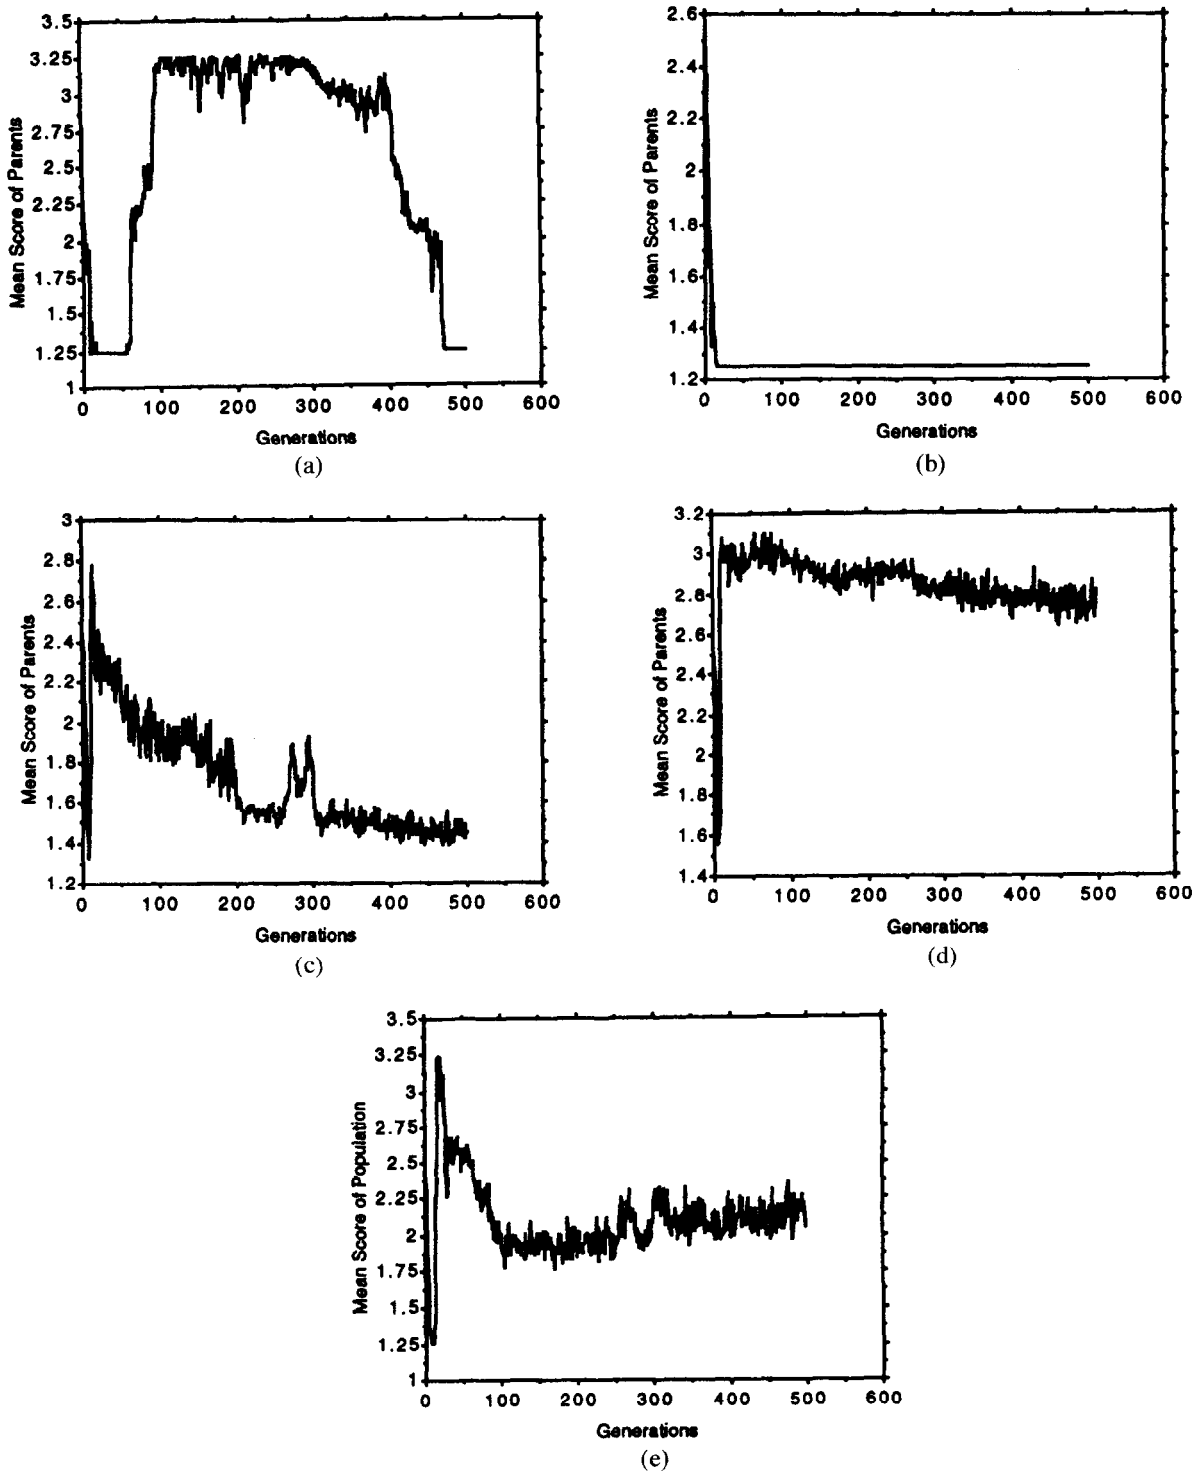 3.5
3.25
3
2.75
2.5
2.25
2
1.75
1.5
1.25
1
0 100 200 300 400 500 600
Mean Score of Parents
Generations
(a)
2.6
2.4
2.2
2
1.8
1.6
1.4
1.2
0 100 200 300 400 500 600
Mean Score of Parents
Generations
(b)
3
2.8
2.6
2.4
2.2
2
1.8
1.6
1.4
1.2
0 100 200 300 400 500 600
Mean Score of Parents
Generations
(c)
3.2
3
2.8
2.6
2.4
2.2
2
1.8
1.6
1.4
0 100 200 300 400 500 600
Mean Score of Parents
Generations
(d)
3.5
3.25
3
2.75
2.5
2.25
2
1.75
1.5
1.25
1
0 100 200 300 400 500 600
Mean Score of Population
Generations
(e)